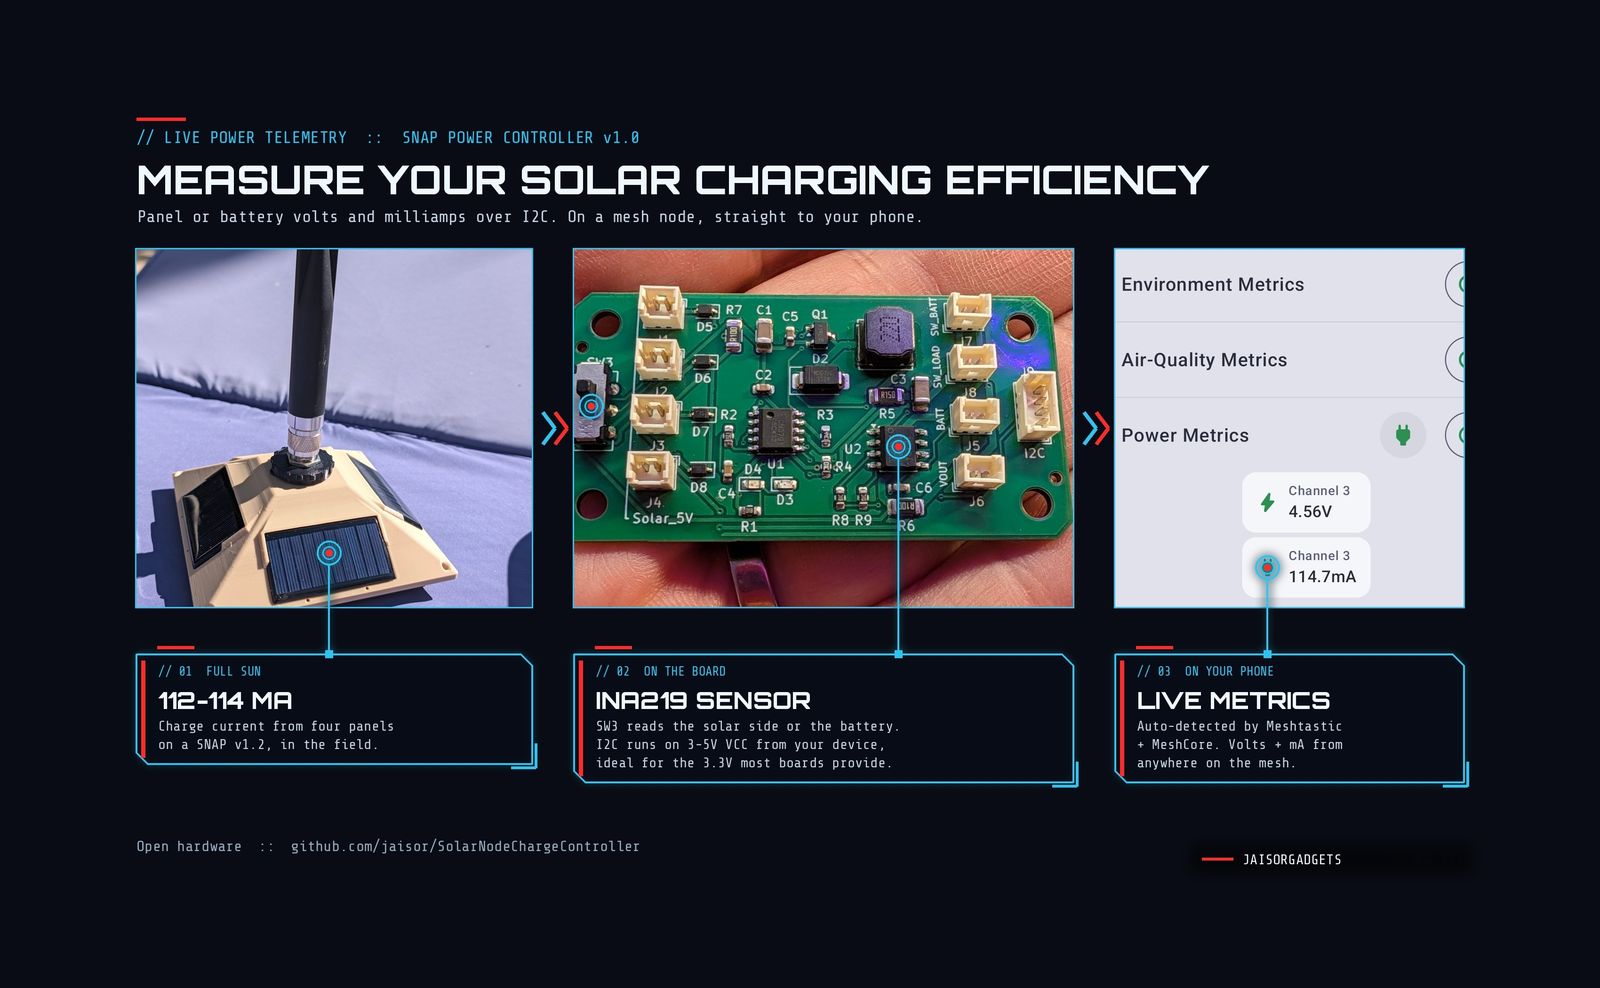 // LIVE POWER TELEMETRY :: SNAP POWER CONTROLLER v1.0
MEASURE YOUR SOLAR CHARGING EFFICIENCY
Panel or battery volts and milliamps over I2C. On a mesh node, straight to your phone.
SW3
D5
R7
C1
C5
Q1
SW_BATT
J2
D6
C2
D2
C3
SW_LOAD
J8
J3
D7
R2
R3
R5
BATT
J5
I2C
U1
U2
R4
J4
D8
C4
D4
D3
R1
R8 R9
C6
R6
VOUT
J6
Solar_5V
R100
R150
Environment Metrics
Air-Quality Metrics
Power Metrics
Channel 3
4.56V
Channel 3
114.7mA
// 01 FULL SUN
112-114 MA
Charge current from four panels
on a SNAP v1.2, in the field.
// 02 ON THE BOARD
INA219 SENSOR
SW3 reads the solar side or the battery.
I2C runs on 3-5V VCC from your device,
ideal for the 3.3V most boards provide.
// 03 ON YOUR PHONE
LIVE METRICS
Auto-detected by Meshtastic
+ MeshCore. Volts + mA from
anywhere on the mesh.
Open hardware :: github.com/jaisor/SolarNodeChargeController
JAISORGADGETS